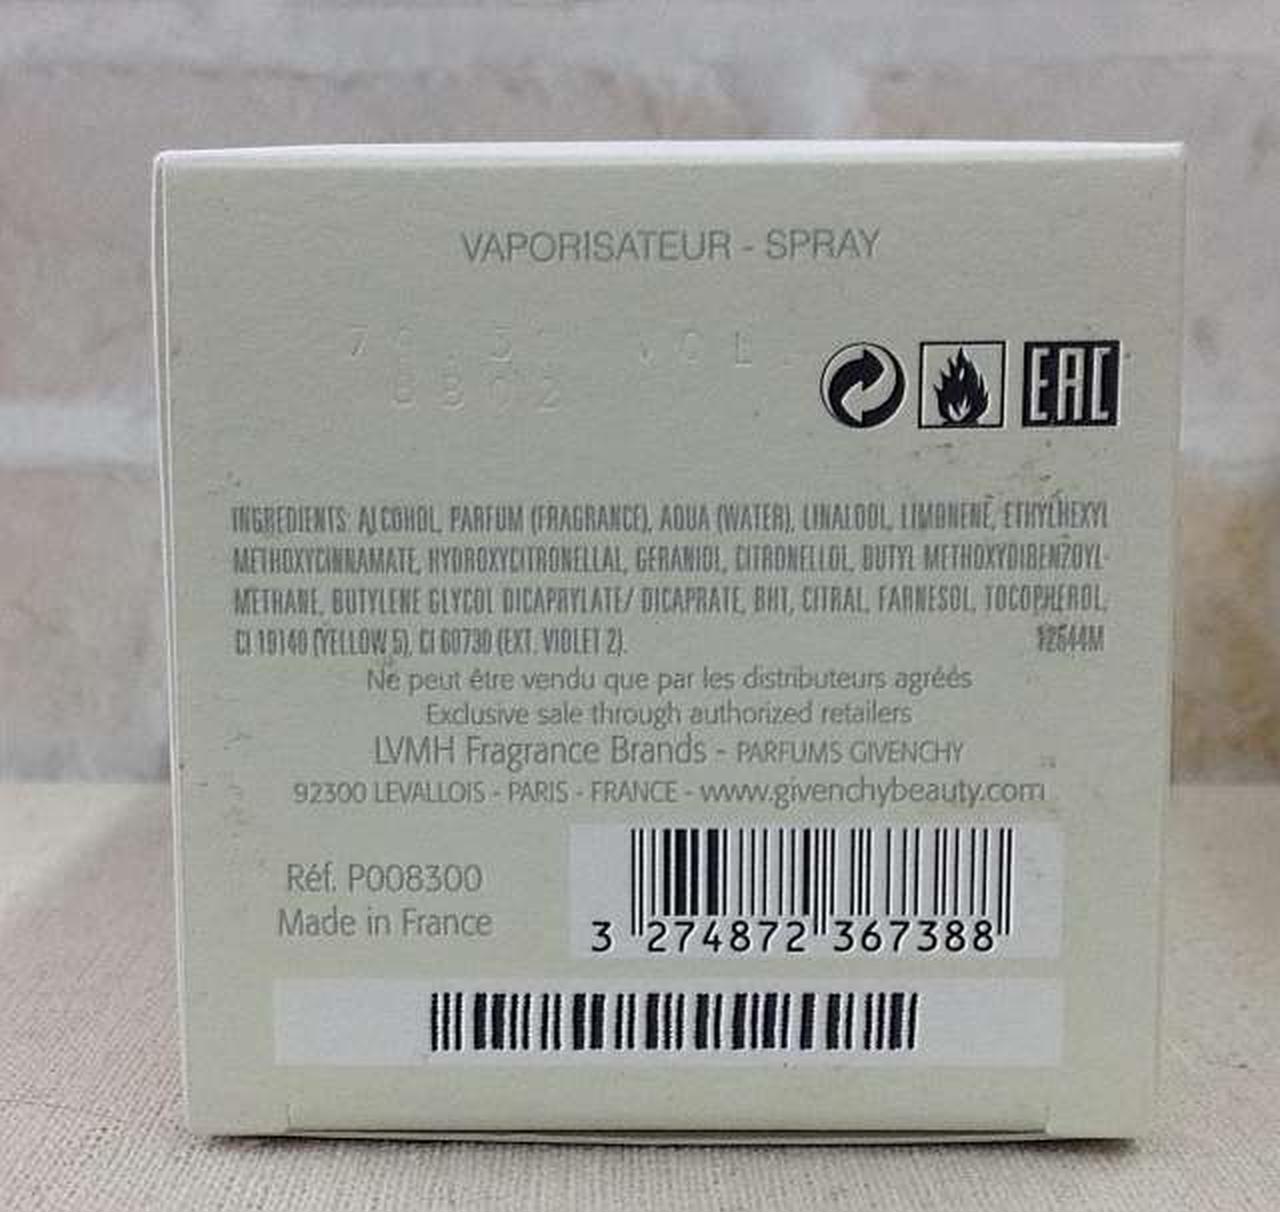 VAPORISATEUR - SPRAY
VOL.
EAC
INGREDIENTS: ALCOHOL, PARFUM (FRAGRANCE), AQUA (WATER), LINALOOL, LIMONENE, ETHYLHEXYL
METHOXYCINNAMATE, HYDROXYCITRONELLAL, GERANIOL, CITRONELLOL, BUTYL METHOXYDIBENZOYL-
METHANE, BUTYLENE GLYCOL DICAPRYLATE/ DICAPRATE, BHT, CITRAL, FARNESOL, TOCOPHEROL,
CI 19140 (YELLOW 5), CI 60730 (EXT. VIOLET 2).
Ne peut être vendu que par les distributeurs agréés
Exclusive sale through authorized retailers
LVMH Fragrance Brands - PARFUMS GIVENCHY
92300 LEVALLOIS - PARIS - FRANCE - www.givenchybeauty.com
Réf. P008300
Made in France
3 274872 367388